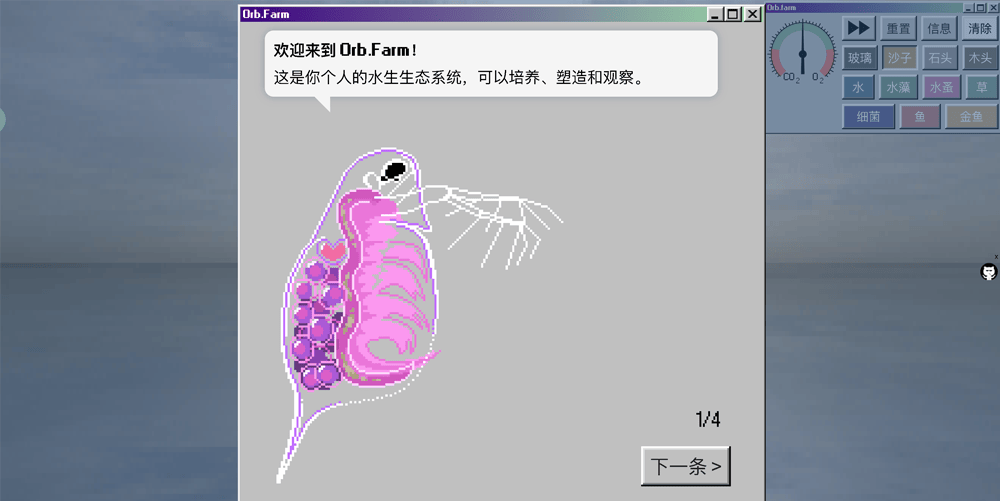 Orb.Farm
欢迎来到 Orb.Farm！
这是你个人的水生生态系统，可以培养、塑造和观察。
1/4
下一条 >
Orb.farm
CO2 O2
重置 信息 清除
玻璃 沙子 石头 木头
水 水藻 水蚤 草
细菌 鱼 金鱼
x